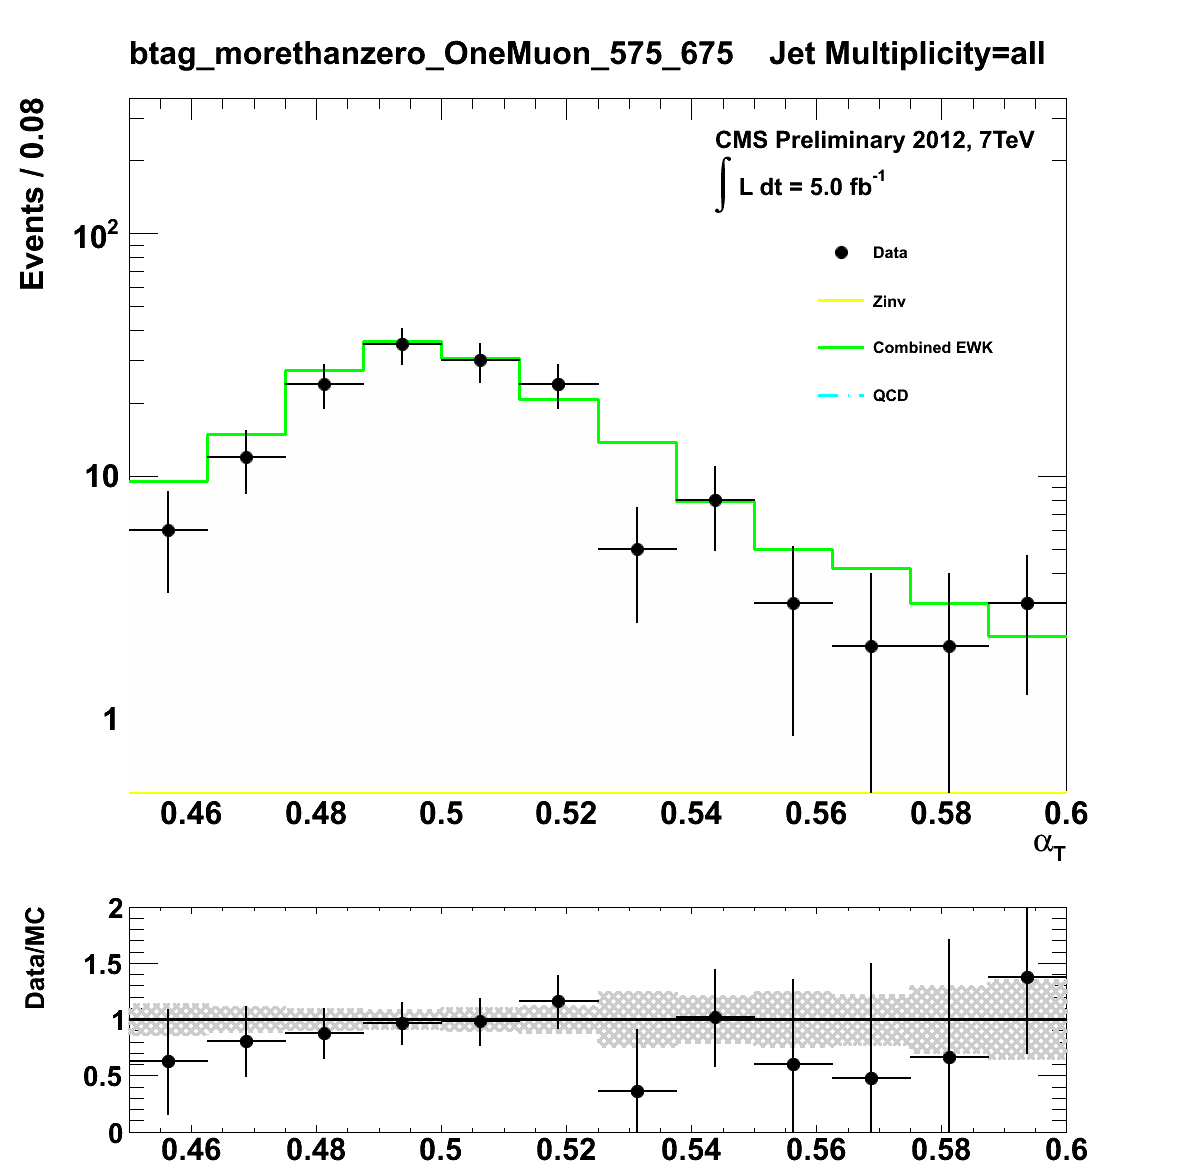 btag_morethanzero_OneMuon_575_675 Jet Multiplicity=all
Events / 0.08
CMS Preliminary 2012, 7TeV
∫ L dt = 5.0 fb⁻¹
10²
Data
Zinv
Combined EWK
QCD
10
1
0.46 0.48 0.5 0.52 0.54 0.56 0.58 0.6
α_T
Data/MC
2
1.5
1
0.5
0
0.46 0.48 0.5 0.52 0.54 0.56 0.58 0.6